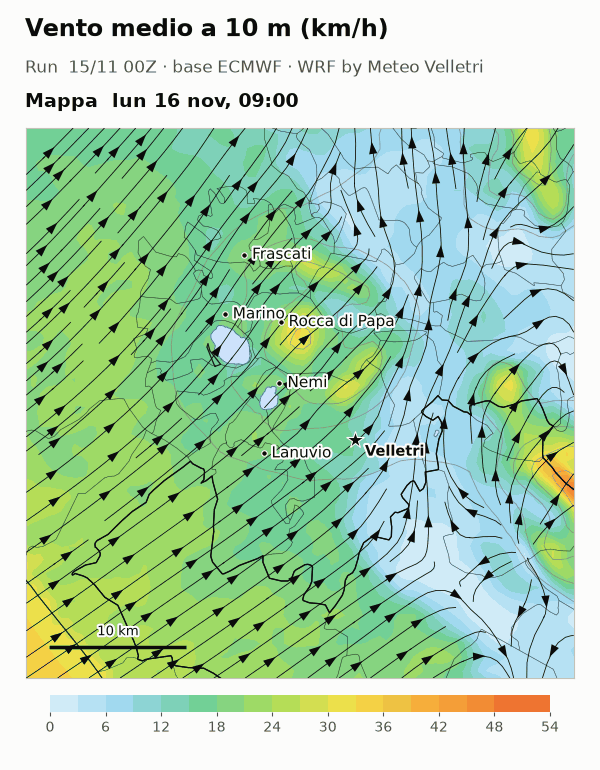 Vento medio a 10 m (km/h)
Run 15/11 00Z · base ECMWF · WRF by Meteo Velletri
Mappa lun 16 nov, 09:00
Frascati
Marino
Rocca di Papa
Nemi
Velletri
Lanuvio
10 km
0 6 12 18 24 30 36 42 48 54